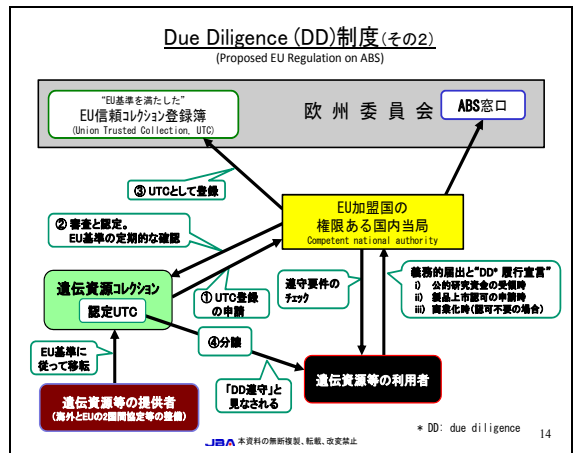 Due Diligence (DD)制度(その2)
(Proposed EU Regulation on ABS)
“EU基準を満たした”
EU信頼コレクション登録簿
(Union Trusted Collection, UTC)
欧州委員会
ABS窓口
③ UTCとして登録
EU加盟国の
権限ある国内当局
Competent national authority
② 審査と認定。
EU基準の定期的な確認
遺伝資源コレクション
認定UTC
① UTC登録
の申請
遵守要件の
チェック
義務的届出と“DD* 履行宣言”
i) 公的研究資金の受領時
ii) 製品上市認可の申請時
iii) 商業化時(認可不要の場合)
EU基準に
従って移転
④分譲
「DD遵守」と
見なされる
遺伝資源等の利用者
遺伝資源等の提供者
(海外とEUの2国間協定等の整備)
* DD: due diligence
JBA 本資料の無断複製、転載、改変禁止
14